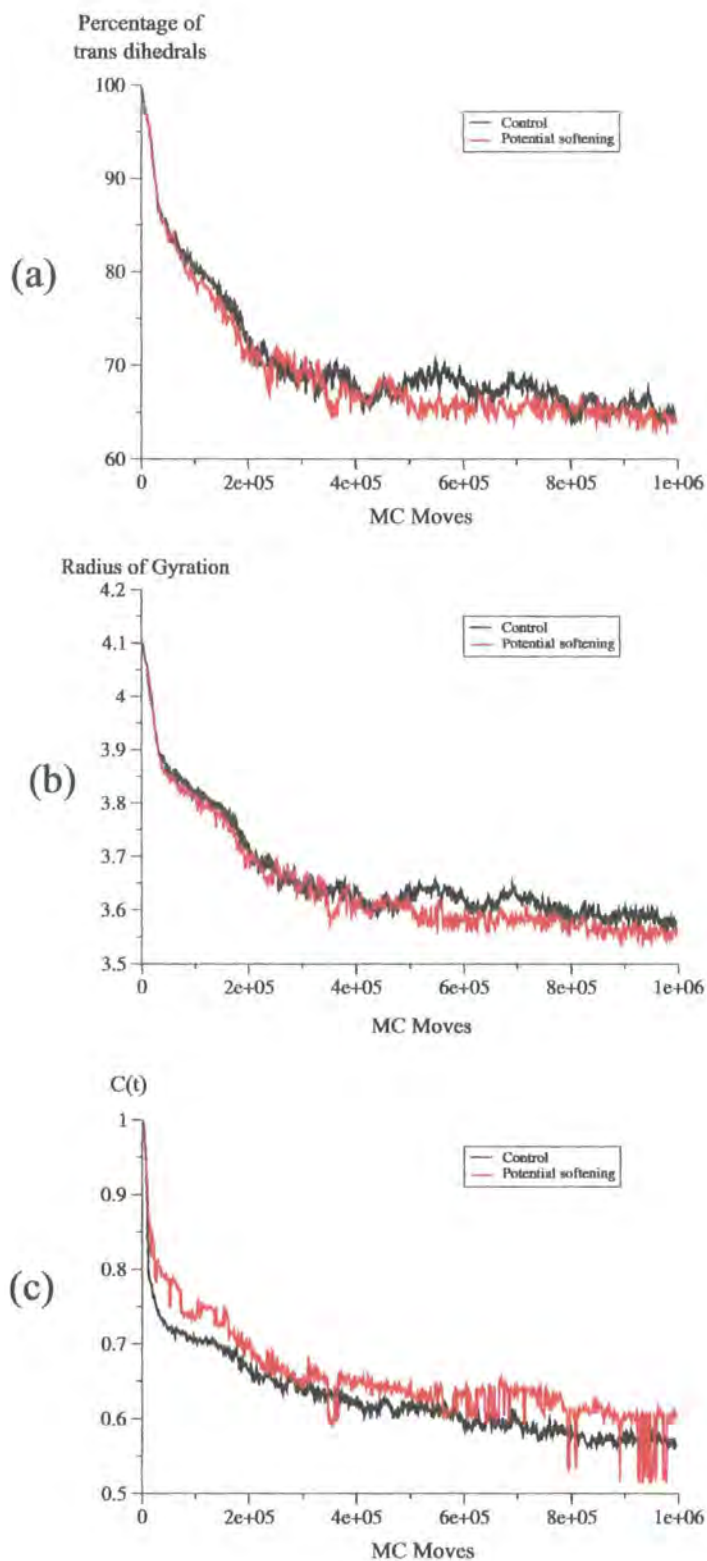 Percentage of
trans dihedrals
100
90
80
70
60
Control
Potential softening
(a)
0 2e+05 4e+05 6e+05 8e+05 1e+06
MC Moves
Radius of Gyration
4.2
4.1
4
3.9
3.8
3.7
3.6
3.5
Control
Potential softening
(b)
0 2e+05 4e+05 6e+05 8e+05 1e+06
MC Moves
C(t)
1
0.9
0.8
0.7
0.6
0.5
Control
Potential softening
(c)
0 2e+05 4e+05 6e+05 8e+05 1e+06
MC Moves